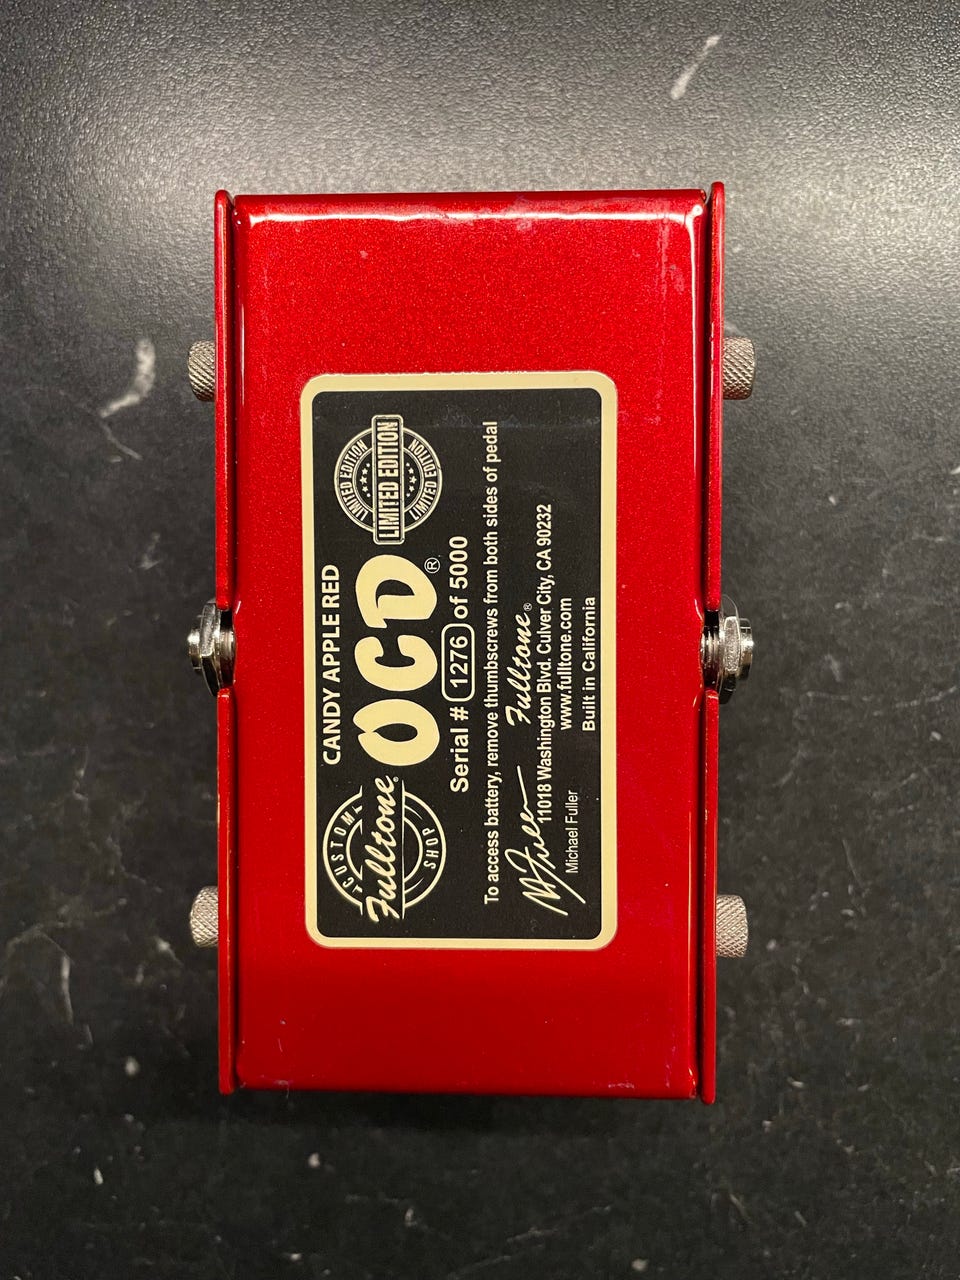 CUSTOM
Fulltone®
SHOP
CANDY APPLE RED
OCD®
LIMITED EDITION
LIMITED EDITION
LIMITED EDITION
Serial # 1276 of 5000
To access battery, remove thumbscrews from both sides of pedal
M Fuller
Michael Fuller
Fulltone®
11018 Washington Blvd. Culver City, CA 90232
www.fulltone.com
Built in California